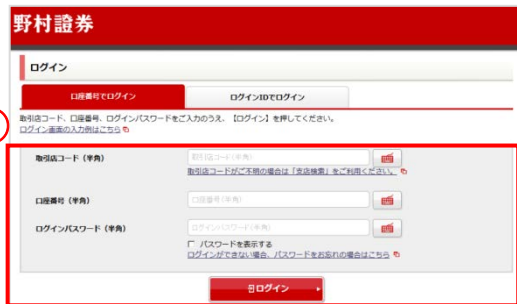 野村證券
ログイン
口座番号でログイン
ログインIDでログイン
取引店コード、口座番号、ログインパスワードをご入力のうえ、【ログイン】を押してください。
ログイン画面の入力例はこちら
取引店コード (半角)
取引店コード(半角)
取引店コードがご不明の場合は「支店検索」をご利用ください。
口座番号 (半角)
口座番号(半角)
ログインパスワード (半角)
ログインパスワード(半角)
パスワードを表示する
ログインができない場合、パスワードをお忘れの場合はこちら
ログイン